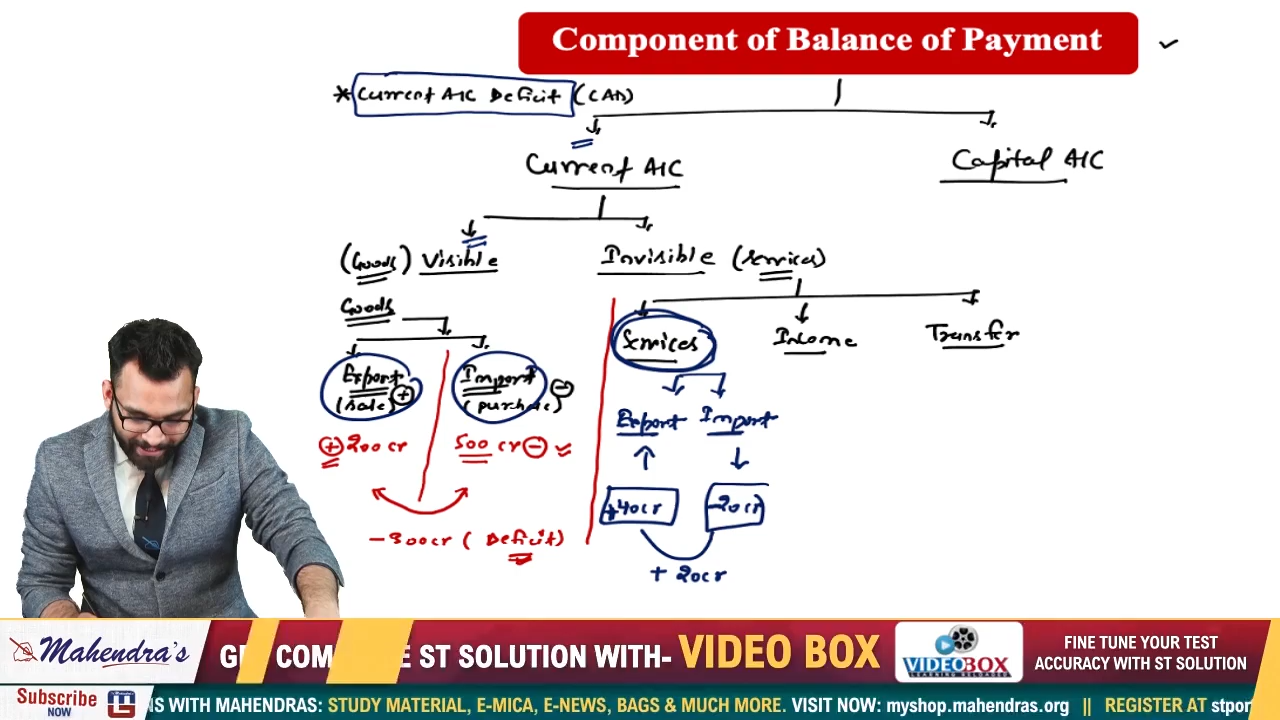 Component of Balance of Payment
* Current A/C Deficit (CAD)
Current A/C
Capital A/C
(Goods) Visible
Invisible (Services)
Goods
Services
Income
Transfer
Export
(Sale) +
Import
(purchase) -
Export
Import
+ 200 cr
500 cr -
+40cr
-20cr
-300cr ( Deficit)
+ 20cr
Mahendra's
ST SOLUTION WITH- VIDEO BOX
VIDEOBOX
LEARNING RELOADED
FINE TUNE YOUR TEST
ACCURACY WITH ST SOLUTION
Subscribe
NOW
NS WITH MAHENDRAS: STUDY MATERIAL, E-MICA, E-NEWS, BAGS & MUCH MORE. VISIT NOW: myshop.mahendras.org || REGISTER AT stpor